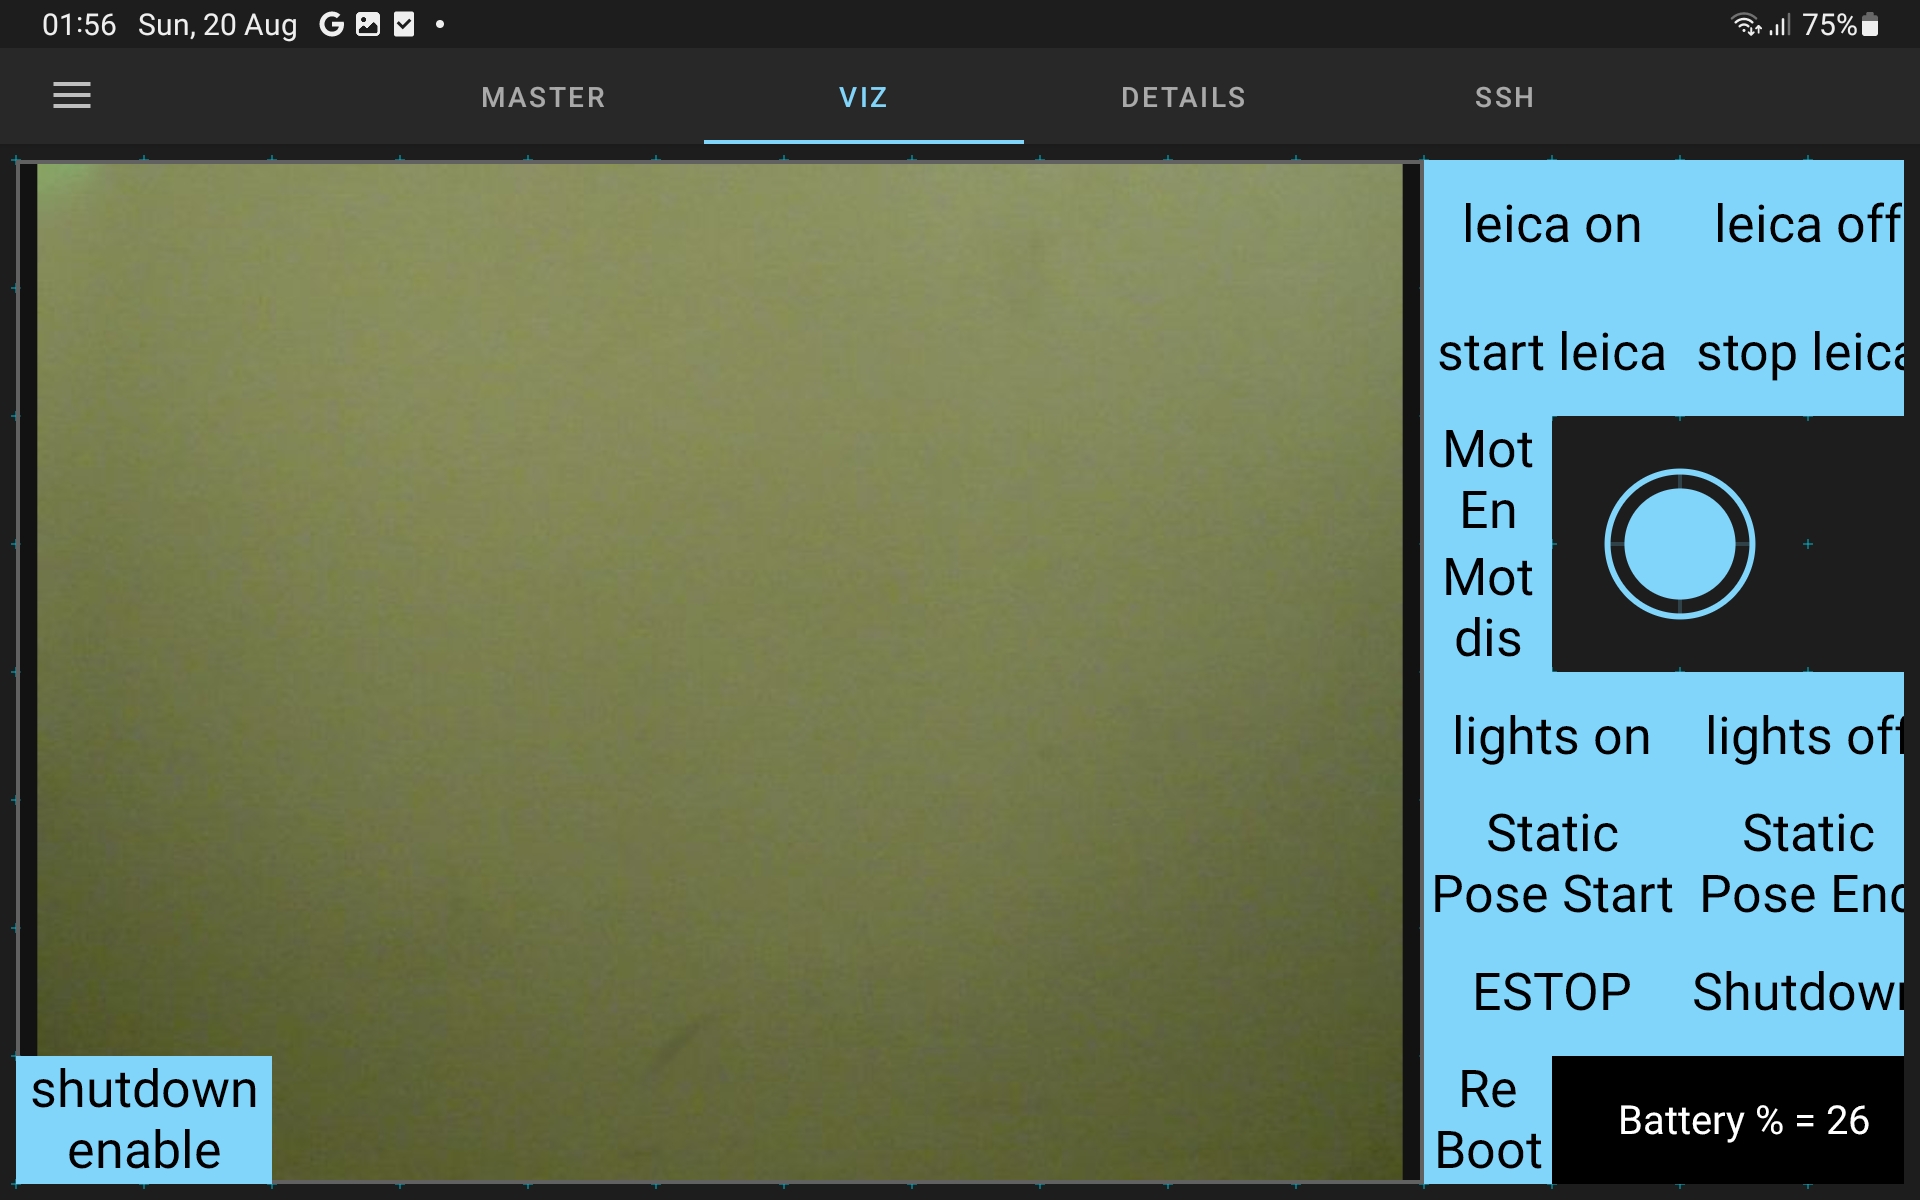 01:56 Sun, 20 Aug G 75%
MASTER VIZ DETAILS SSH
leica on leica off
start leica stop leica
Mot
En
Mot
dis
lights on lights off
Static Static
Pose Start Pose End
ESTOP Shutdown
shutdown
enable
Re
Boot
Battery % = 26